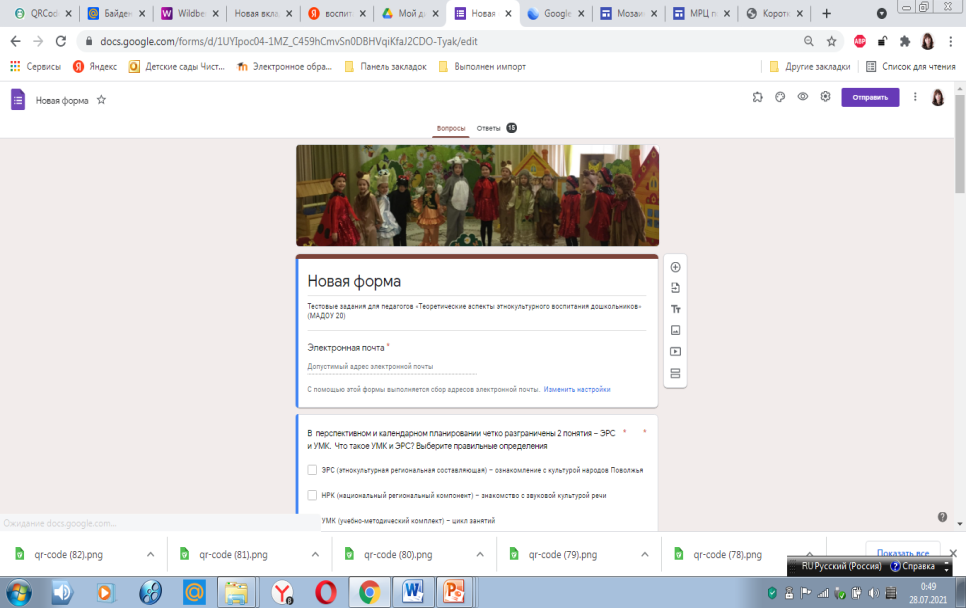 QRCod
Байден
Wildber
Новая вкла
воспит
Мой д
Новая
Google
Мозаи
МРЦ п
Коротк
docs.google.com/forms/d/1UYIpoc04-1MZ_C459hCmvSn0DBHVqiKfaJ2CDO-Tyak/edit
ABP
Сервисы
Яндекс
Детские сады Чист...
Электронное обра...
Панель закладок
Выполнен импорт
Другие закладки
Список для чтения
Новая форма
Отправить
Вопросы Ответы 15
Новая форма
Тестовые задания для педагогов «Теоретические аспекты этнокультурного воспитания дошкольников»
(МАДОУ 20)
Электронная почта *
Допустимый адрес электронной почты
С помощью этой формы выполняется сбор адресов электронной почты. Изменить настройки
В перспективном и календарном планировании четко разграничены 2 понятия – ЭРС * *
и УМК. Что такое УМК и ЭРС? Выберите правильные определения
ЭРС (этнокультурная региональная составляющая) – ознакомление с культурой народов Поволжья
НРК (национальный региональный компонент) – знакомство с звуковой культурой речи
УМК (учебно-методический комплект) – цикл занятий
Ожидание docs.google.com...
qr-code (82).png
qr-code (81).png
qr-code (80).png
qr-code (79).png
qr-code (78).png
Показать все
RU Русский (Россия) Справка
0:49
28.07.2021